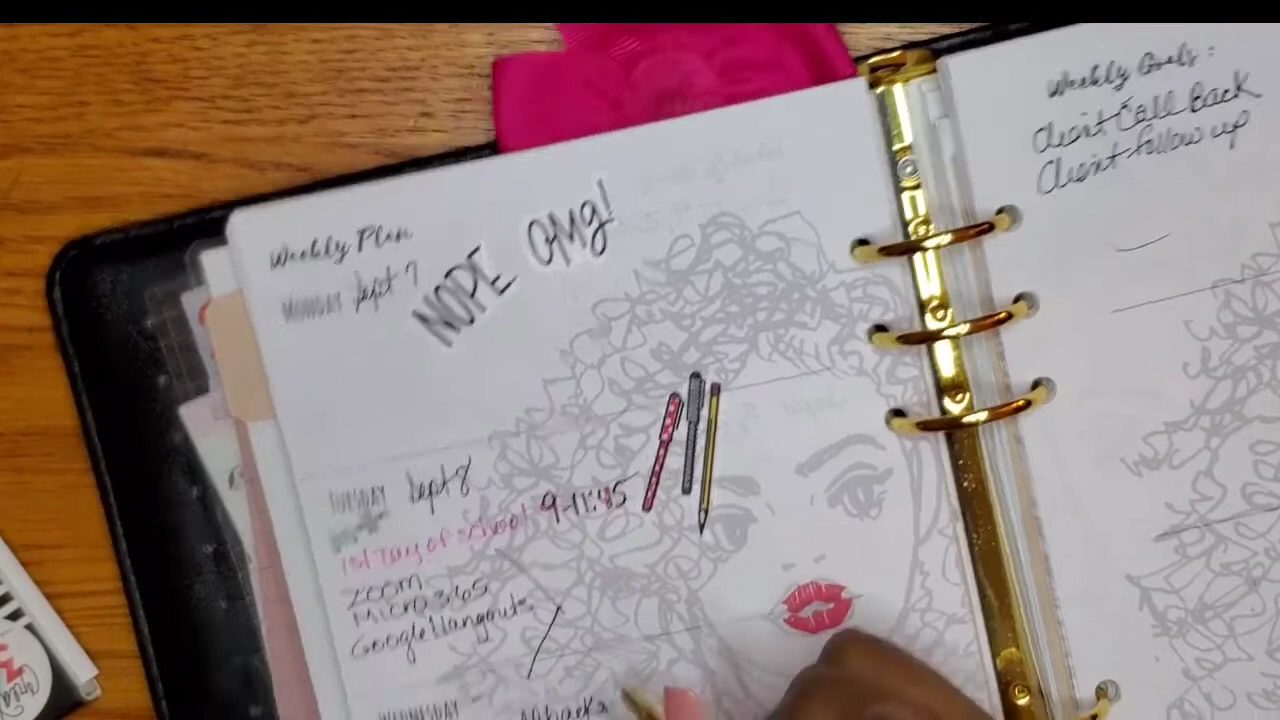 Weekly Plan
MONDAY Sept 7
NOPE OMG!
TUESDAY Sept 8
1st Day of school 9-11:45
ZOOM
Micro 365
Google Hangouts
WEDNESDAY
Weekly Goals:
Client Call Back
Client follow up